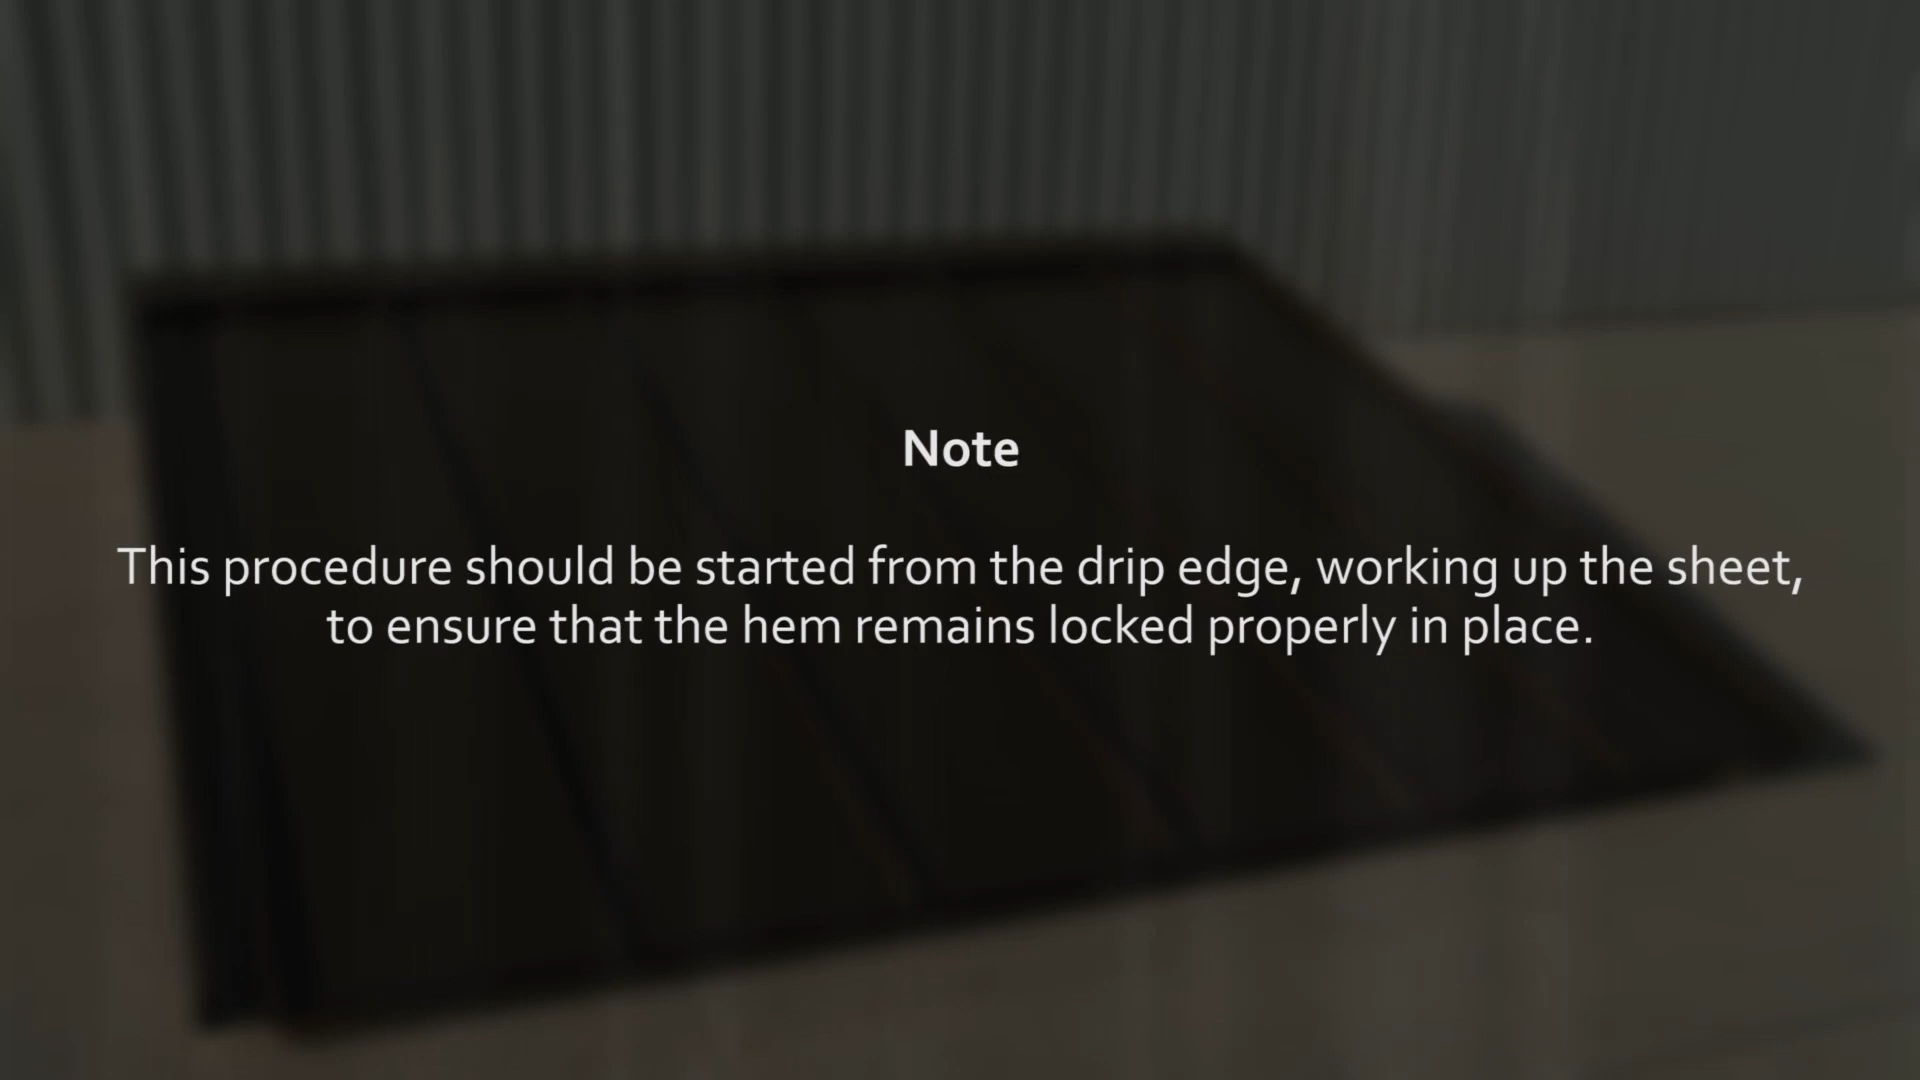 Note
This procedure should be started from the drip edge, working up the sheet,
to ensure that the hem remains locked properly in place.